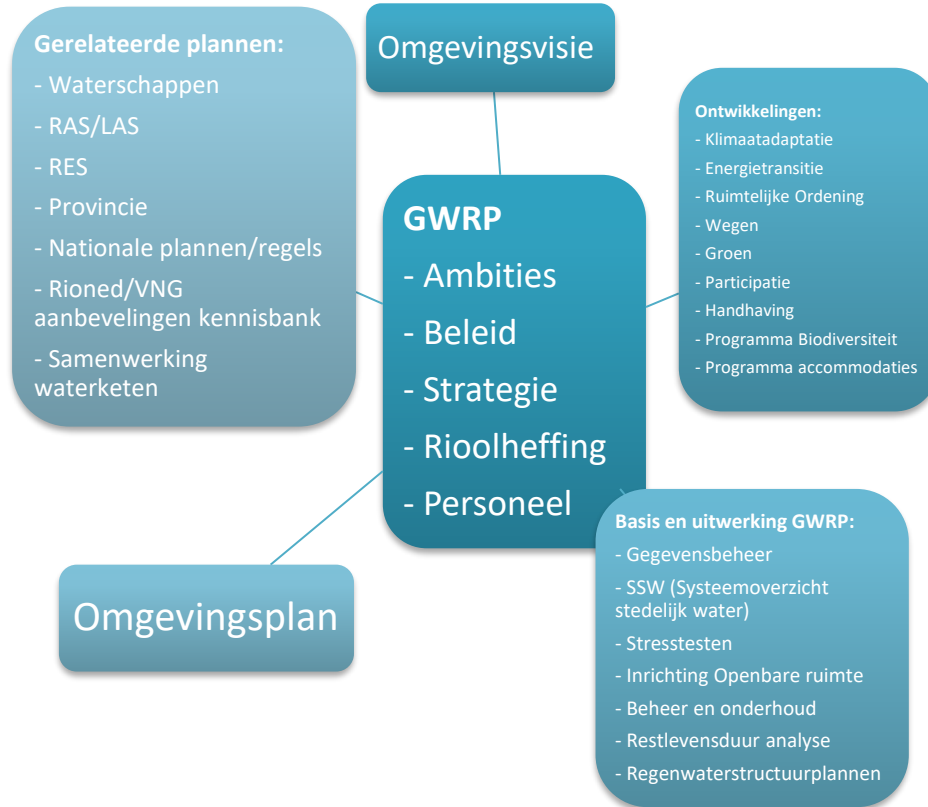 Gerelateerde plannen:
- Waterschappen
- RAS/LAS
- RES
- Provincie
- Nationale plannen/regels
- Rioned/VNG
aanbevelingen kennisbank
- Samenwerking
waterketen
Omgevingsvisie
Ontwikkelingen:
- Klimaatadaptatie
- Energietransitie
- Ruimtelijke Ordening
- Wegen
- Groen
- Participatie
- Handhaving
- Programma Biodiversiteit
- Programma accommodaties
GWRP
- Ambities
- Beleid
- Strategie
- Rioolheffing
- Personeel
Omgevingsplan
Basis en uitwerking GWRP:
- Gegevensbeheer
- SSW (Systeemoverzicht
stedelijk water)
- Stresstesten
- Inrichting Openbare ruimte
- Beheer en onderhoud
- Restlevensduur analyse
- Regenwaterstructuurplannen